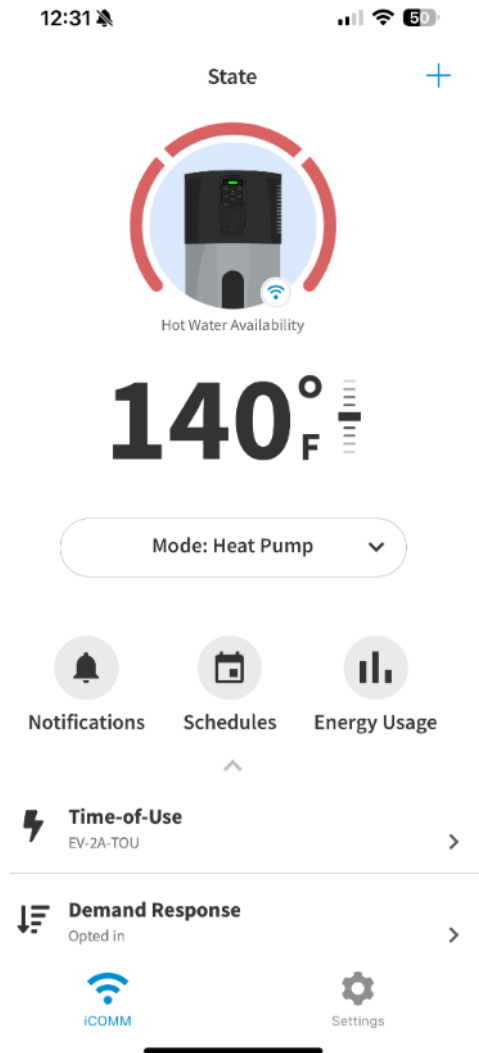 12:31
50
State
Hot Water Availability
140°F
Mode: Heat Pump
Notifications Schedules Energy Usage
Time-of-Use
EV-2A-TOU
Demand Response
Opted in
iCOMM Settings